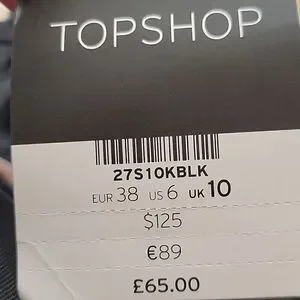 TOPSHOP
27S10KBLK
EUR 38 US 6 UK 10
$125
€89
£65.00